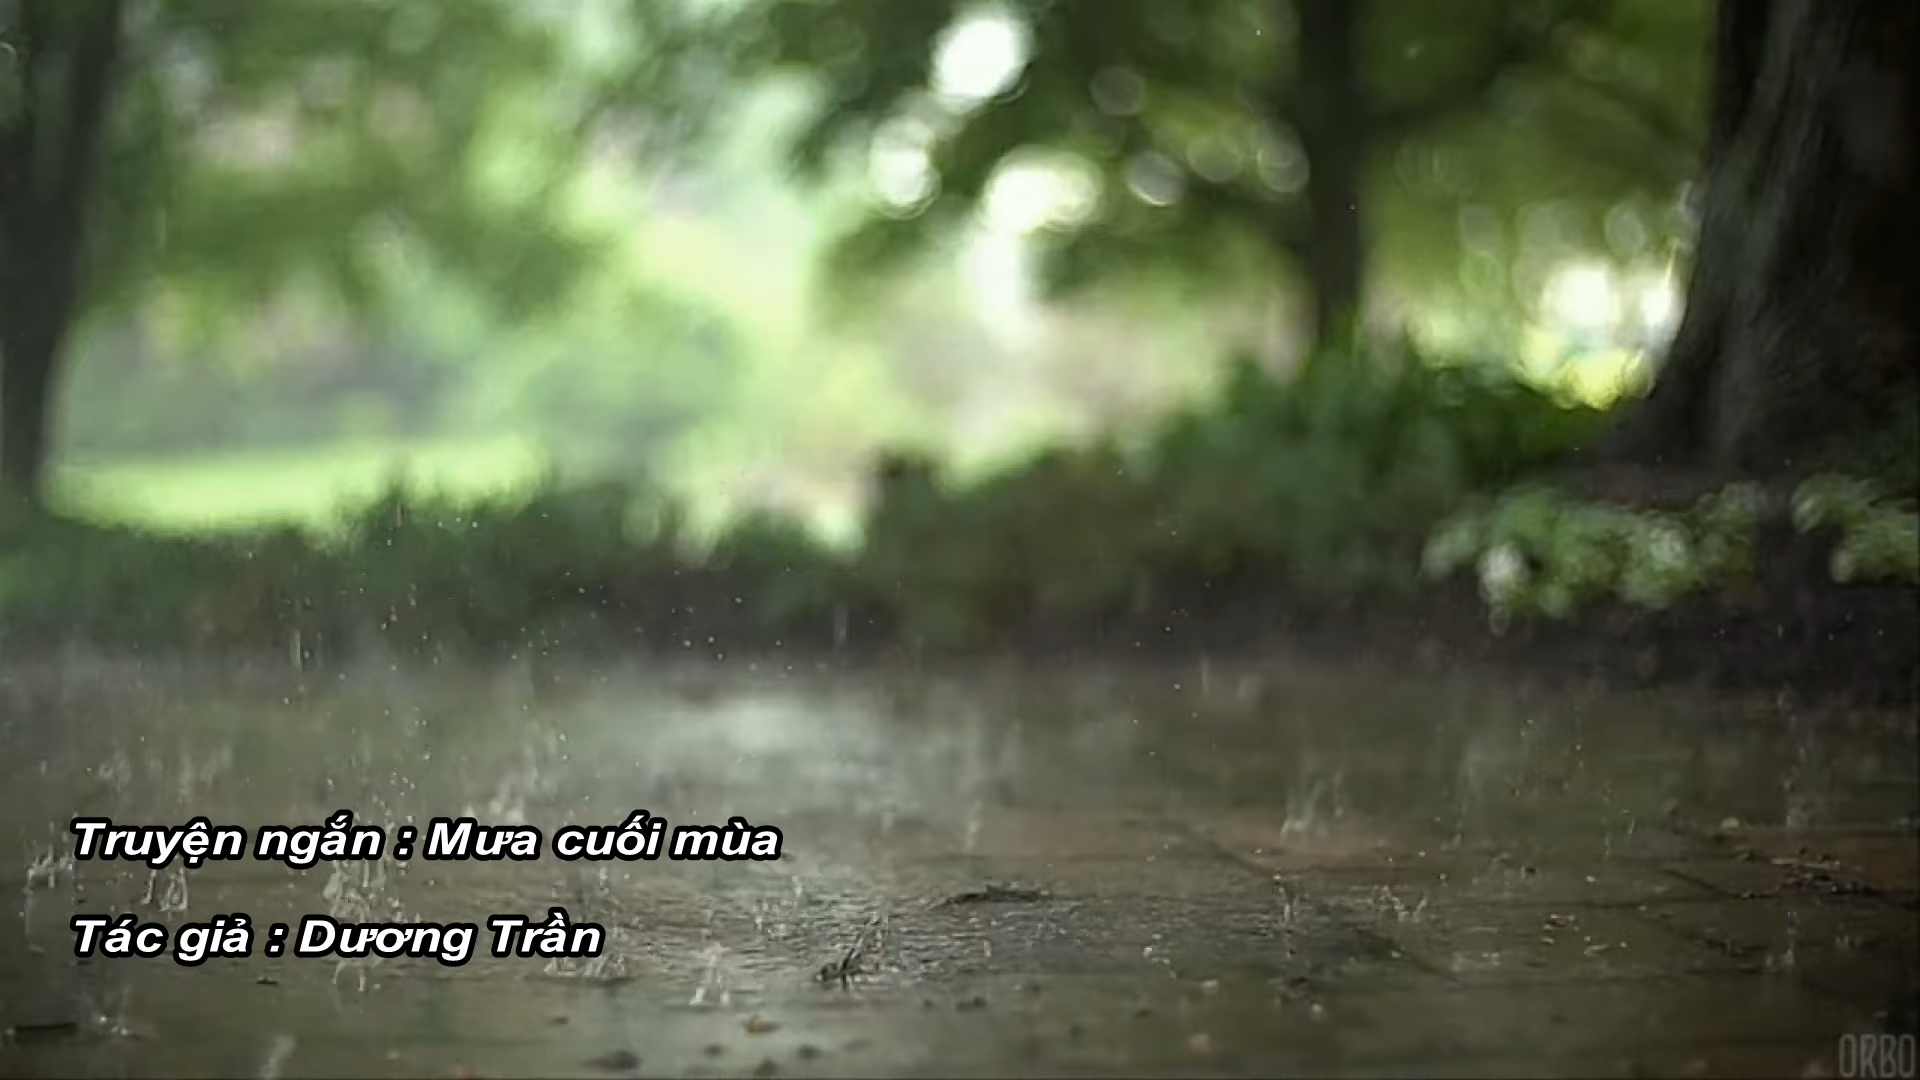 Truyện ngắn : Mưa cuối mùa
Tác giả : Dương Trần
ORBO